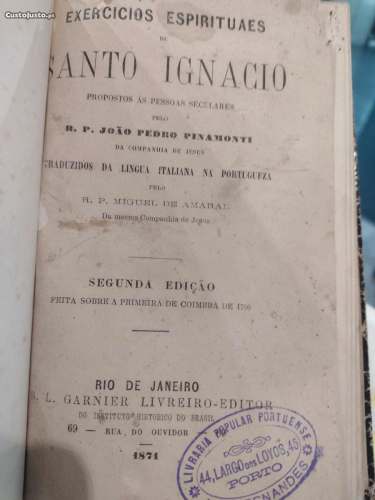 CustoJusto.pt
EXERCICIOS ESPIRITUAES
DE
SANTO IGNACIO
PROPOSTOS ÀS PESSOAS SECULARES
PELO
R. P. JOÃO PEDRO PINAMONTI
DA COMPANHIA DE JESUS
TRADUZIDOS DA LINGUA ITALIANA NA PORTUGUEZA
PELO
R. P. MIGUEL DE AMARAL
Da mesma Companhia de Jesus
SEGUNDA EDIÇÃO
FEITA SOBRE A PRIMEIRA DE COIMBRA DE
RIO DE JANEIRO
B. L. GARNIER LIVREIRO-EDITOR
DO INSTITUTO HISTORICO DO BRASIL
69 — RUA DO OUVIDOR
1871
LIVRARIA POPULAR PORTUENSE
44, LARGO dos LOYOS, 45
PORTO
FERNANDES